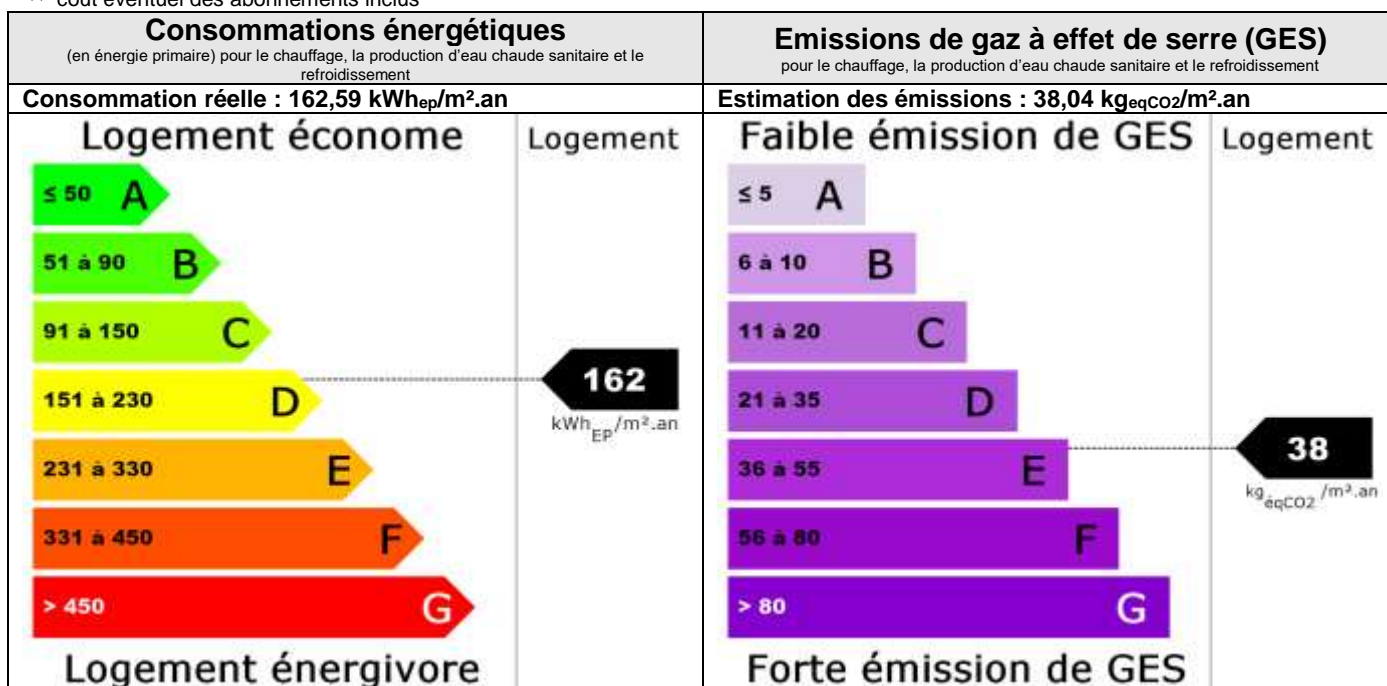 ** coût éventuel des abonnements inclus
Consommations énergétiques
(en énergie primaire) pour le chauffage, la production d'eau chaude sanitaire et le
refroidissement
Consommation réelle : 162,59 kWhep/m².an
Logement économe
Logement
≤ 50 A
51 à 90 B
91 à 150 C
151 à 230 D
231 à 330 E
331 à 450 F
> 450 G
162
kWhEP/m².an
Logement énergivore
Emissions de gaz à effet de serre (GES)
pour le chauffage, la production d'eau chaude sanitaire et le refroidissement
Estimation des émissions : 38,04 kgeqCO2/m².an
Faible émission de GES
Logement
≤ 5 A
6 à 10 B
11 à 20 C
21 à 35 D
36 à 55 E
56 à 80 F
> 80 G
38
kgéqCO2/m².an
Forte émission de GES